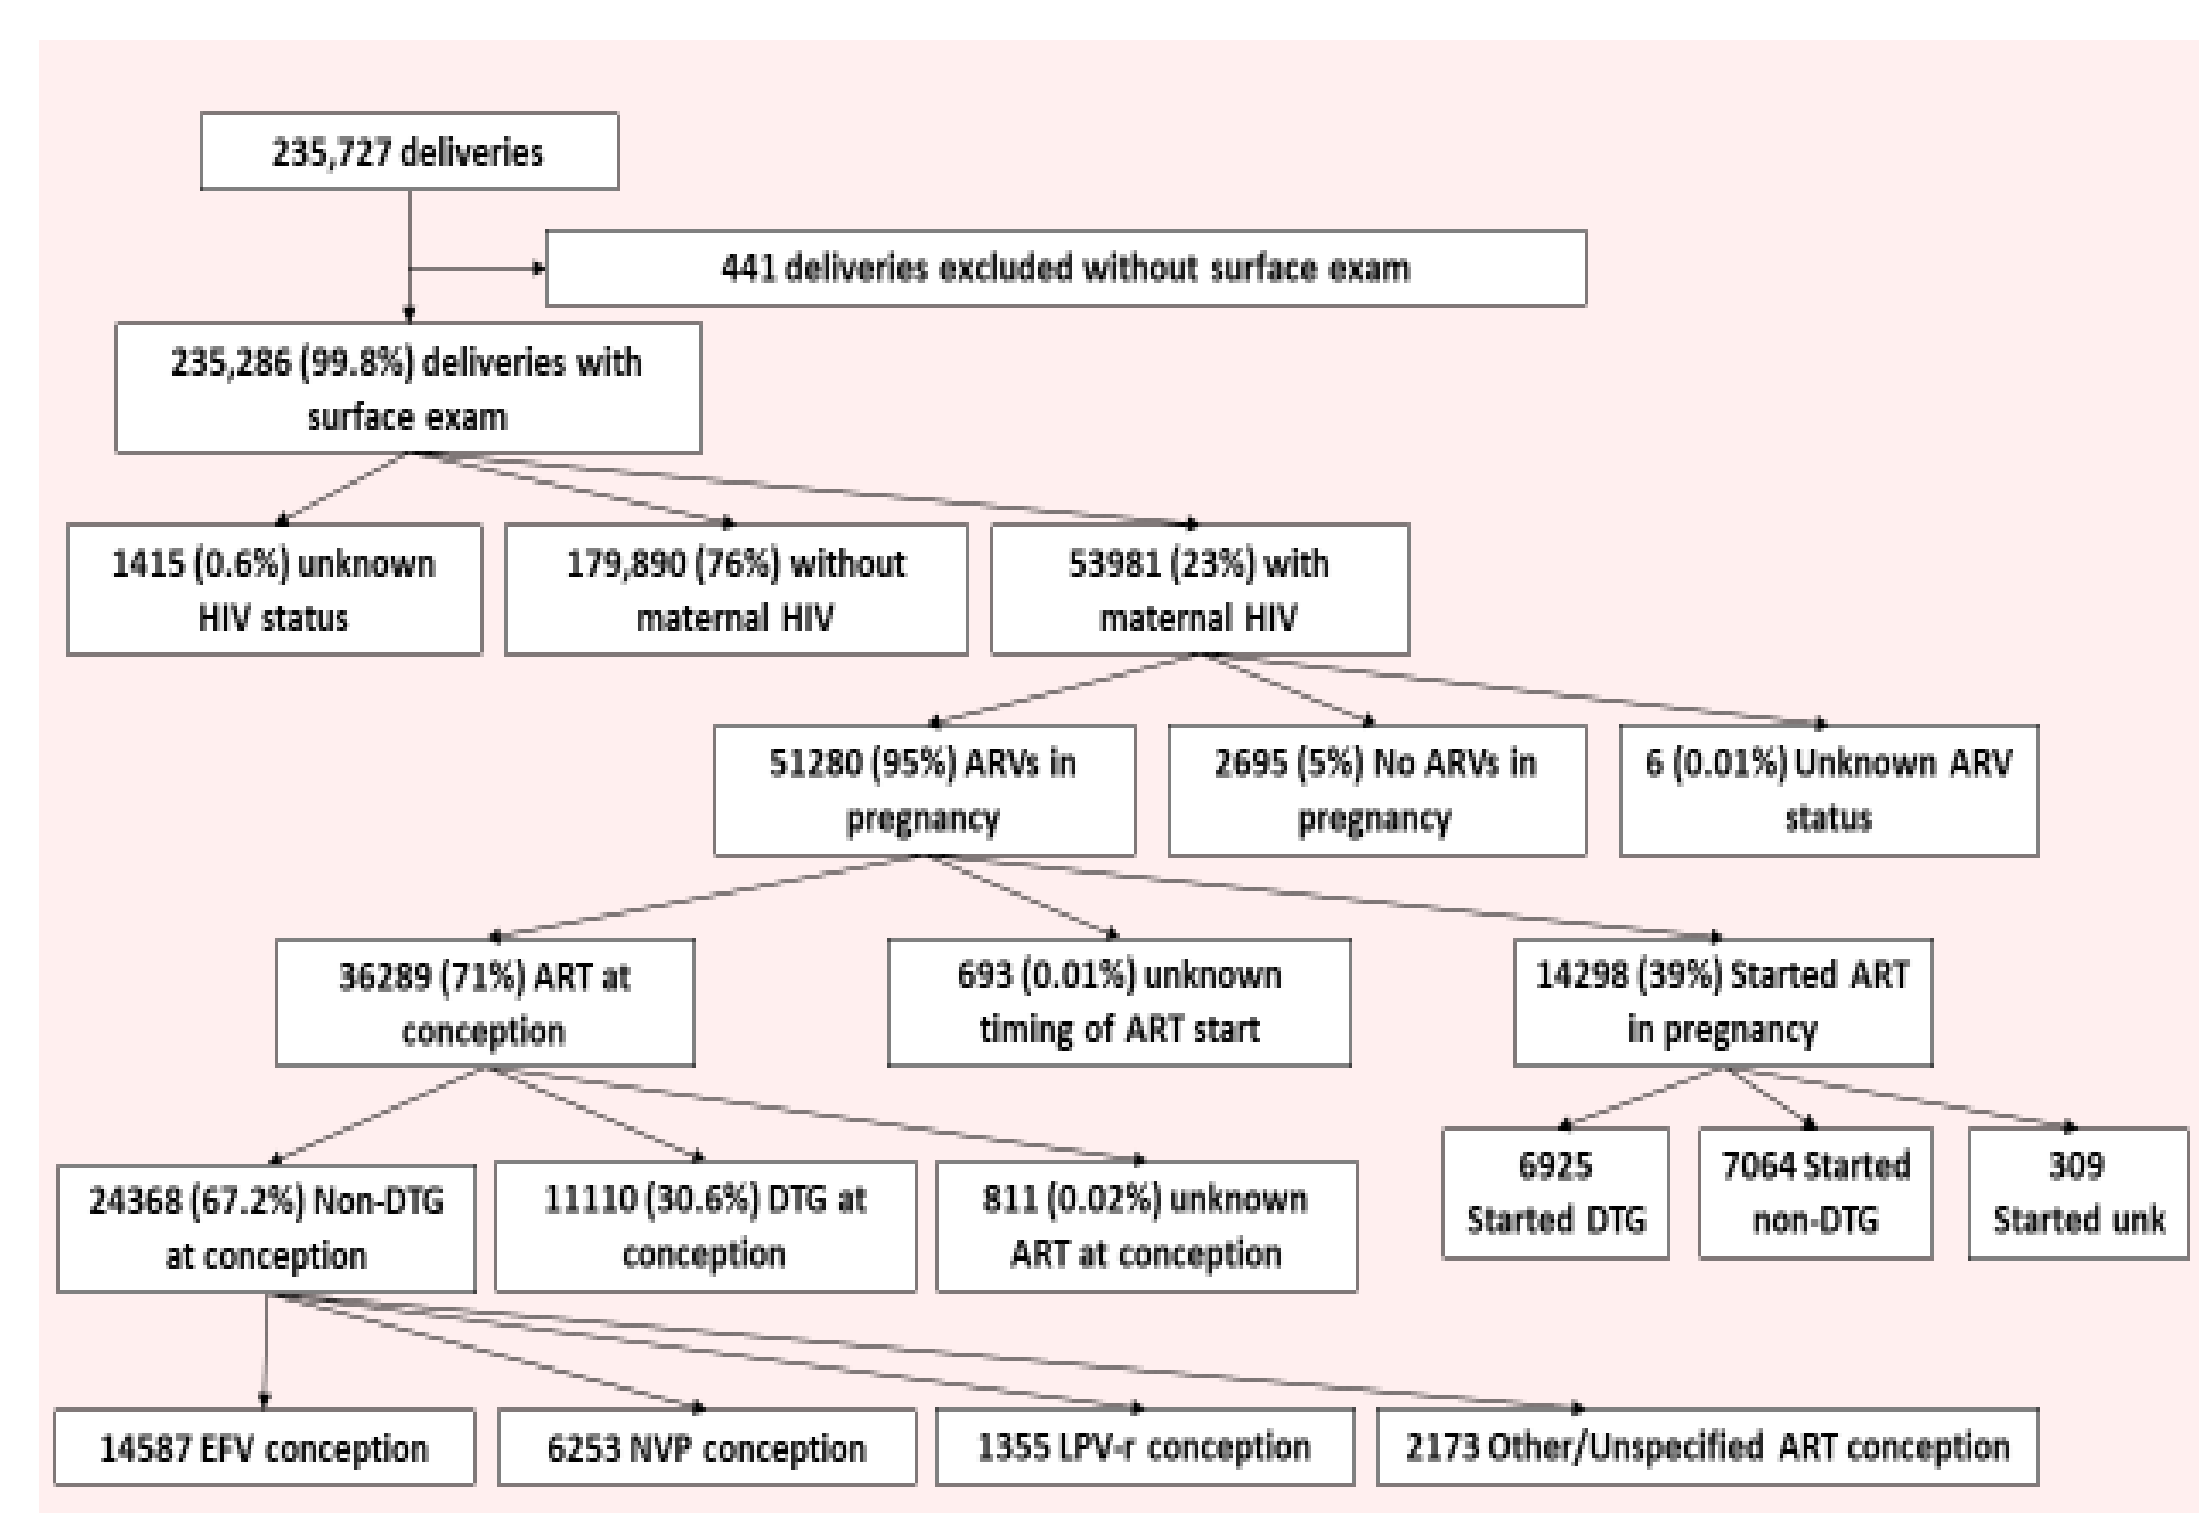 235,727 deliveries
441 deliveries excluded without surface exam
235,286 (99.8%) deliveries with
surface exam
1415 (0.6%) unknown
HIV status
179,890 (76%) without
maternal HIV
53981 (23%) with
maternal HIV
51280 (95%) ARVs in
pregnancy
2695 (5%) No ARVs in
pregnancy
6 (0.01%) Unknown ARV
status
36289 (71%) ART at
conception
693 (0.01%) unknown
timing of ART start
14298 (39%) Started ART
in pregnancy
24368 (67.2%) Non-DTG
at conception
11110 (30.6%) DTG at
conception
811 (0.02%) unknown
ART at conception
6925
Started DTG
7064 Started
non-DTG
309
Started unk
14587 EFV conception
6253 NVP conception
1355 LPV-r conception
2173 Other/Unspecified ART conception